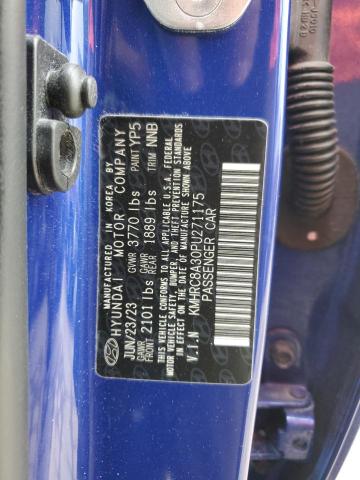 MANUFACTURED IN KOREA BY
HYUNDAI MOTOR COMPANY
JUN/23/23 GVWR 3770 lbs PAINT YP5
GAWR FRONT 2101 lbs GAWR REAR 1889 lbs TRIM NNB
THIS VEHICLE CONFORMS TO ALL APPLICABLE U.S.A. FEDERAL
MOTOR VEHICLE SAFETY, BUMPER, AND THEFT PREVENTION STANDARDS
IN EFFECT ON THE DATE OF MANUFACTURE SHOWN ABOVE.
V.I.N KMHRC8A30PU271175
PASSENGER CAR